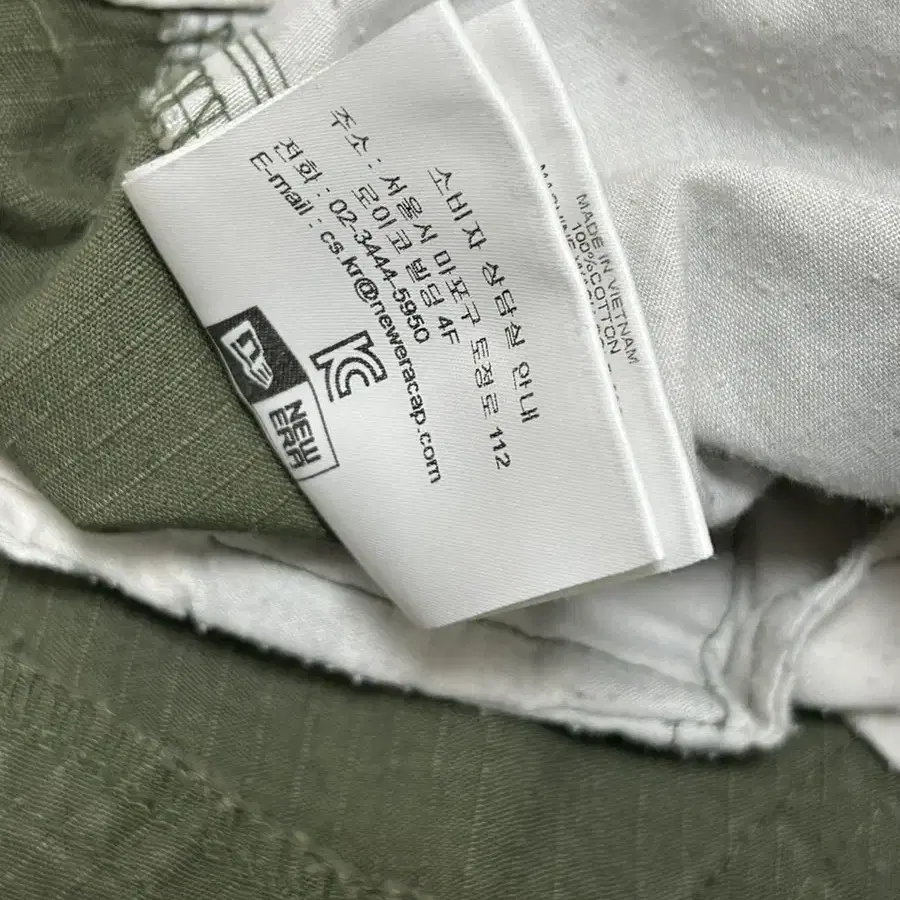 소비자 상담실 안내
주소 : 서울시 마포구 토정로 112
로이코빌딩 4F
전화 : 02-3444-5950
E-mail : cs.kr@neweracap.com
NEW
ERA
MADE IN VIETNAM
100%COTTON